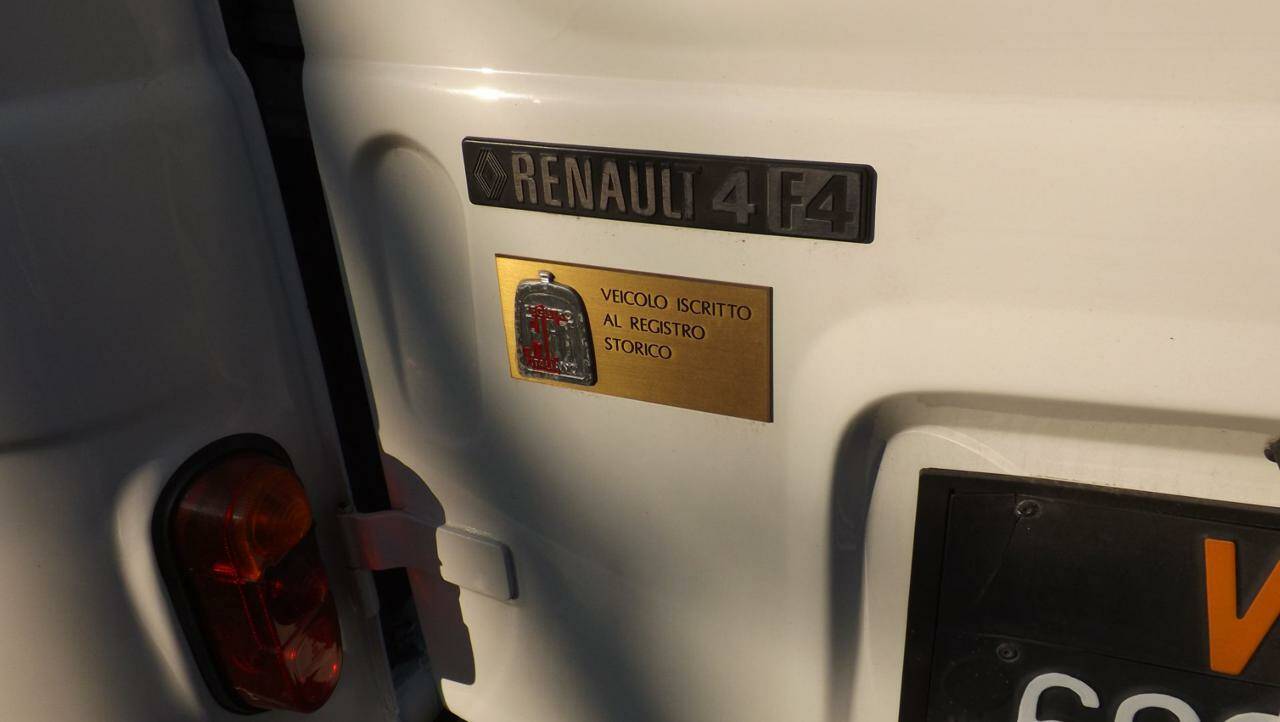 RENAULT 4 F4
VEICOLO ISCRITTO
AL REGISTRO
STORICO
V